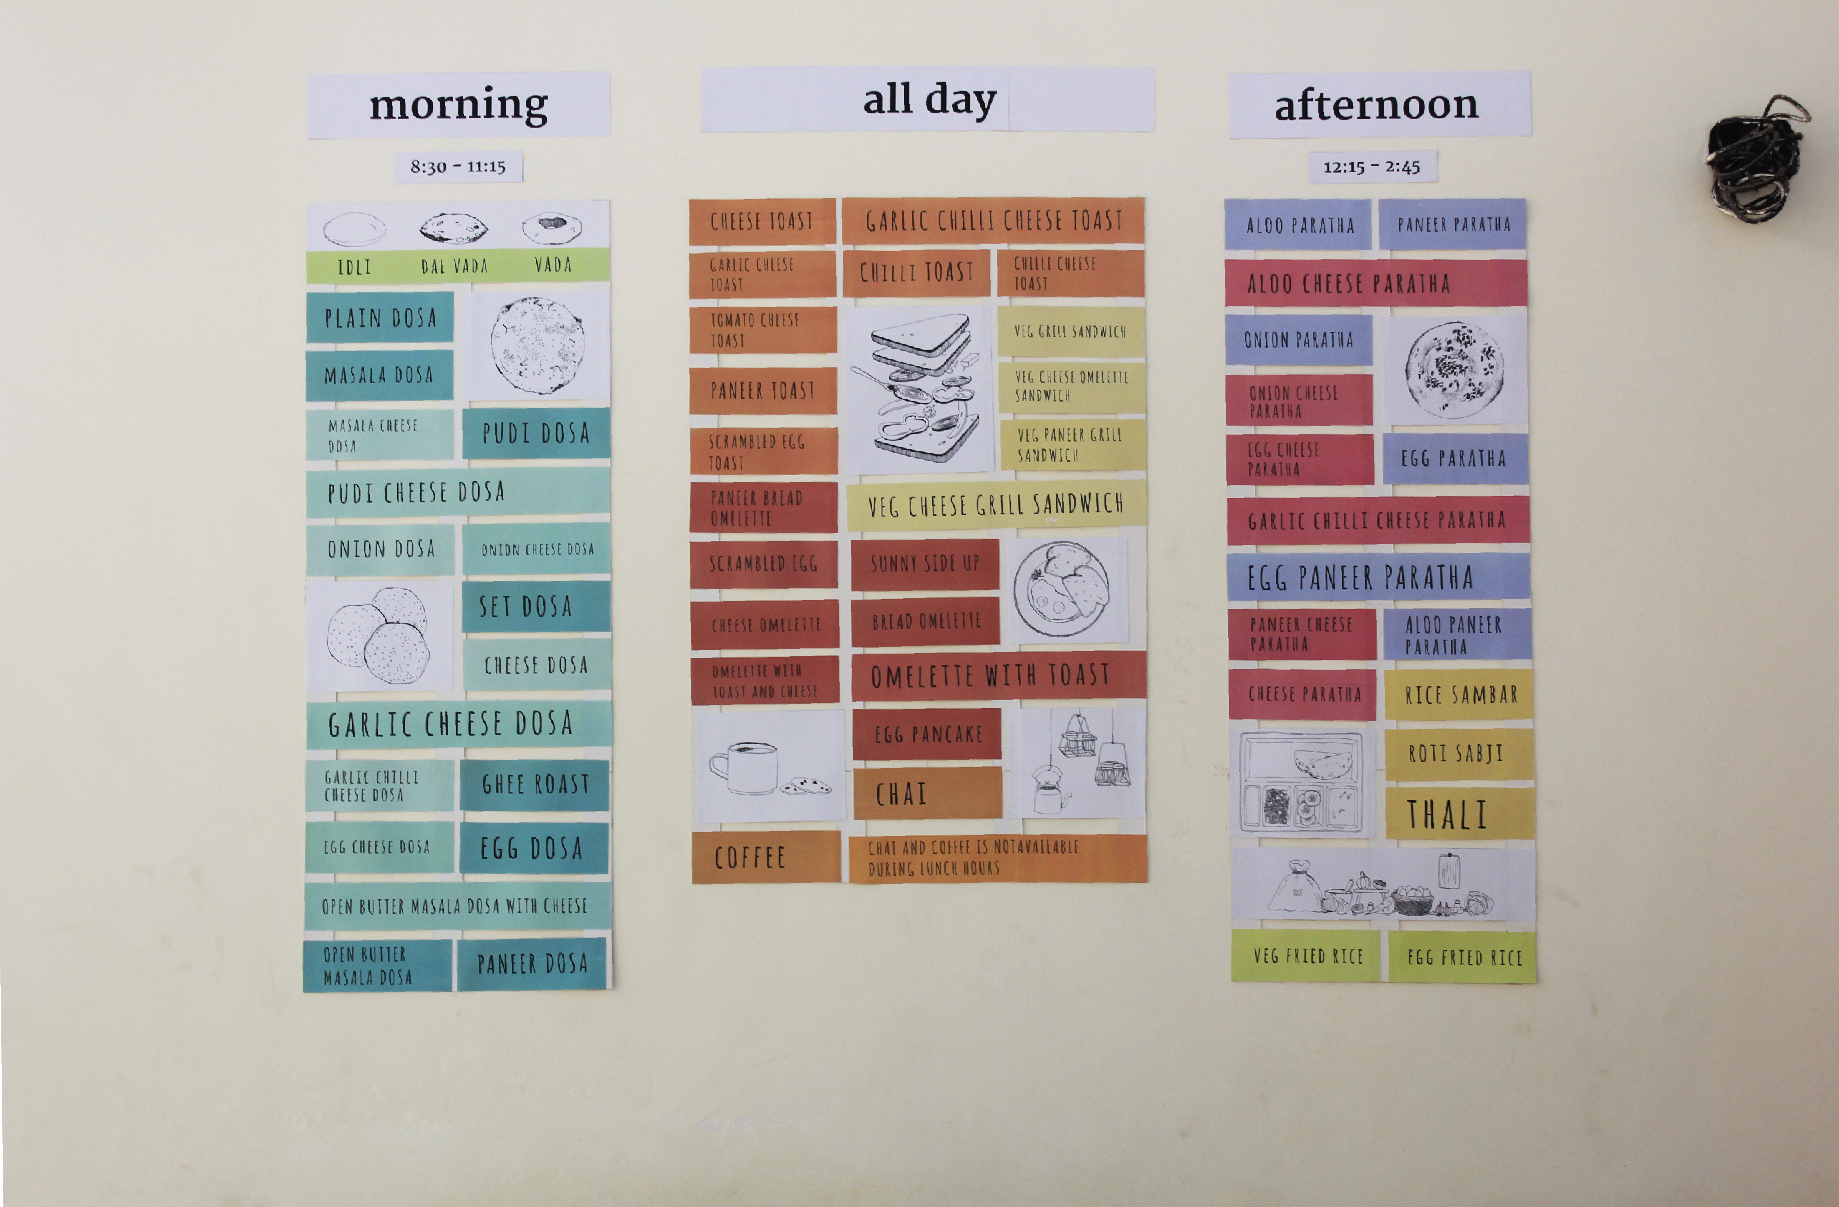 morning
8:30 – 11:15
IDLI DAL VADA VADA
PLAIN DOSA
MASALA DOSA
MASALA CHEESE
DOSA
PUDI DOSA
PUDI CHEESE DOSA
ONION DOSA
ONION CHEESE DOSA
SET DOSA
CHEESE DOSA
GARLIC CHEESE DOSA
GARLIC CHILLI
CHEESE DOSA
GHEE ROAST
EGG CHEESE DOSA
EGG DOSA
OPEN BUTTER MASALA DOSA WITH CHEESE
OPEN BUTTER
MASALA DOSA
PANEER DOSA
all day
CHEESE TOAST
GARLIC CHILLI CHEESE TOAST
GARLIC CHEESE
TOAST
CHILLI TOAST
CHILLI CHEESE
TOAST
TOMATO CHEESE
TOAST
VEG GRILL SANDWICH
PANEER TOAST
VEG CHEESE OMELETTE
SANDWICH
SCRAMBLED EGG
TOAST
VEG PANEER GRILL
SANDWICH
PANEER BREAD
OMELETTE
VEG CHEESE GRILL SANDWICH
SCRAMBLED EGG
SUNNY SIDE UP
CHEESE OMELETTE
BREAD OMELETTE
OMELETTE WITH
TOAST AND CHEESE
OMELETTE WITH TOAST
EGG PANCAKE
CHAI
COFFEE
CHAI AND COFFEE IS NOTAVAILABLE
DURING LUNCH HOURS
afternoon
12:15 – 2:45
ALOO PARATHA
PANEER PARATHA
ALOO CHEESE PARATHA
ONION PARATHA
ONION CHEESE
PARATHA
EGG CHEESE
PARATHA
EGG PARATHA
GARLIC CHILLI CHEESE PARATHA
EGG PANEER PARATHA
PANEER CHEESE
PARATHA
ALOO PANEER
PARATHA
CHEESE PARATHA
RICE SAMBAR
ROTI SABJI
THALI
VEG FRIED RICE
EGG FRIED RICE